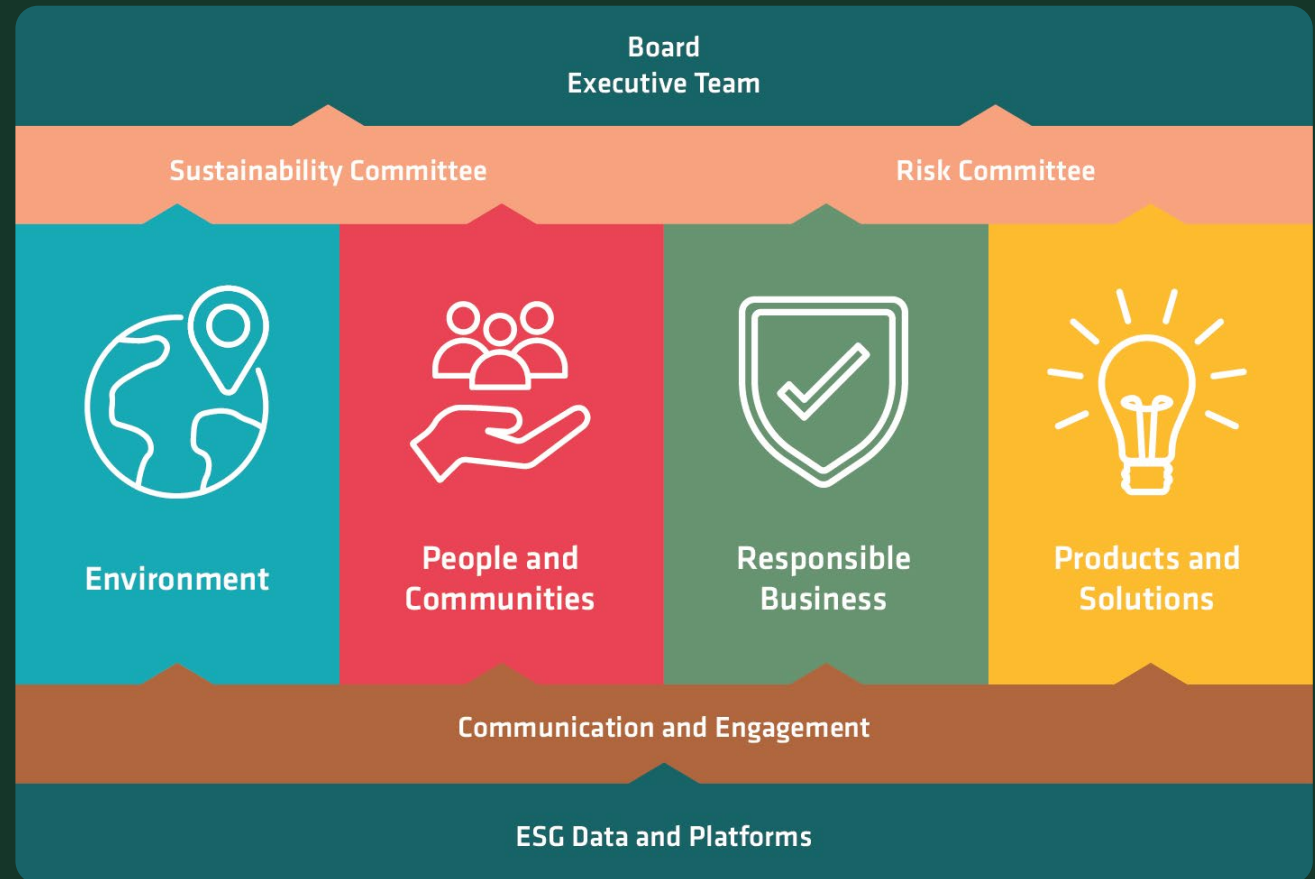 Board
Executive Team
Sustainability Committee
Risk Committee
Environment
People and
Communities
Responsible
Business
Products and
Solutions
Communication and Engagement
ESG Data and Platforms